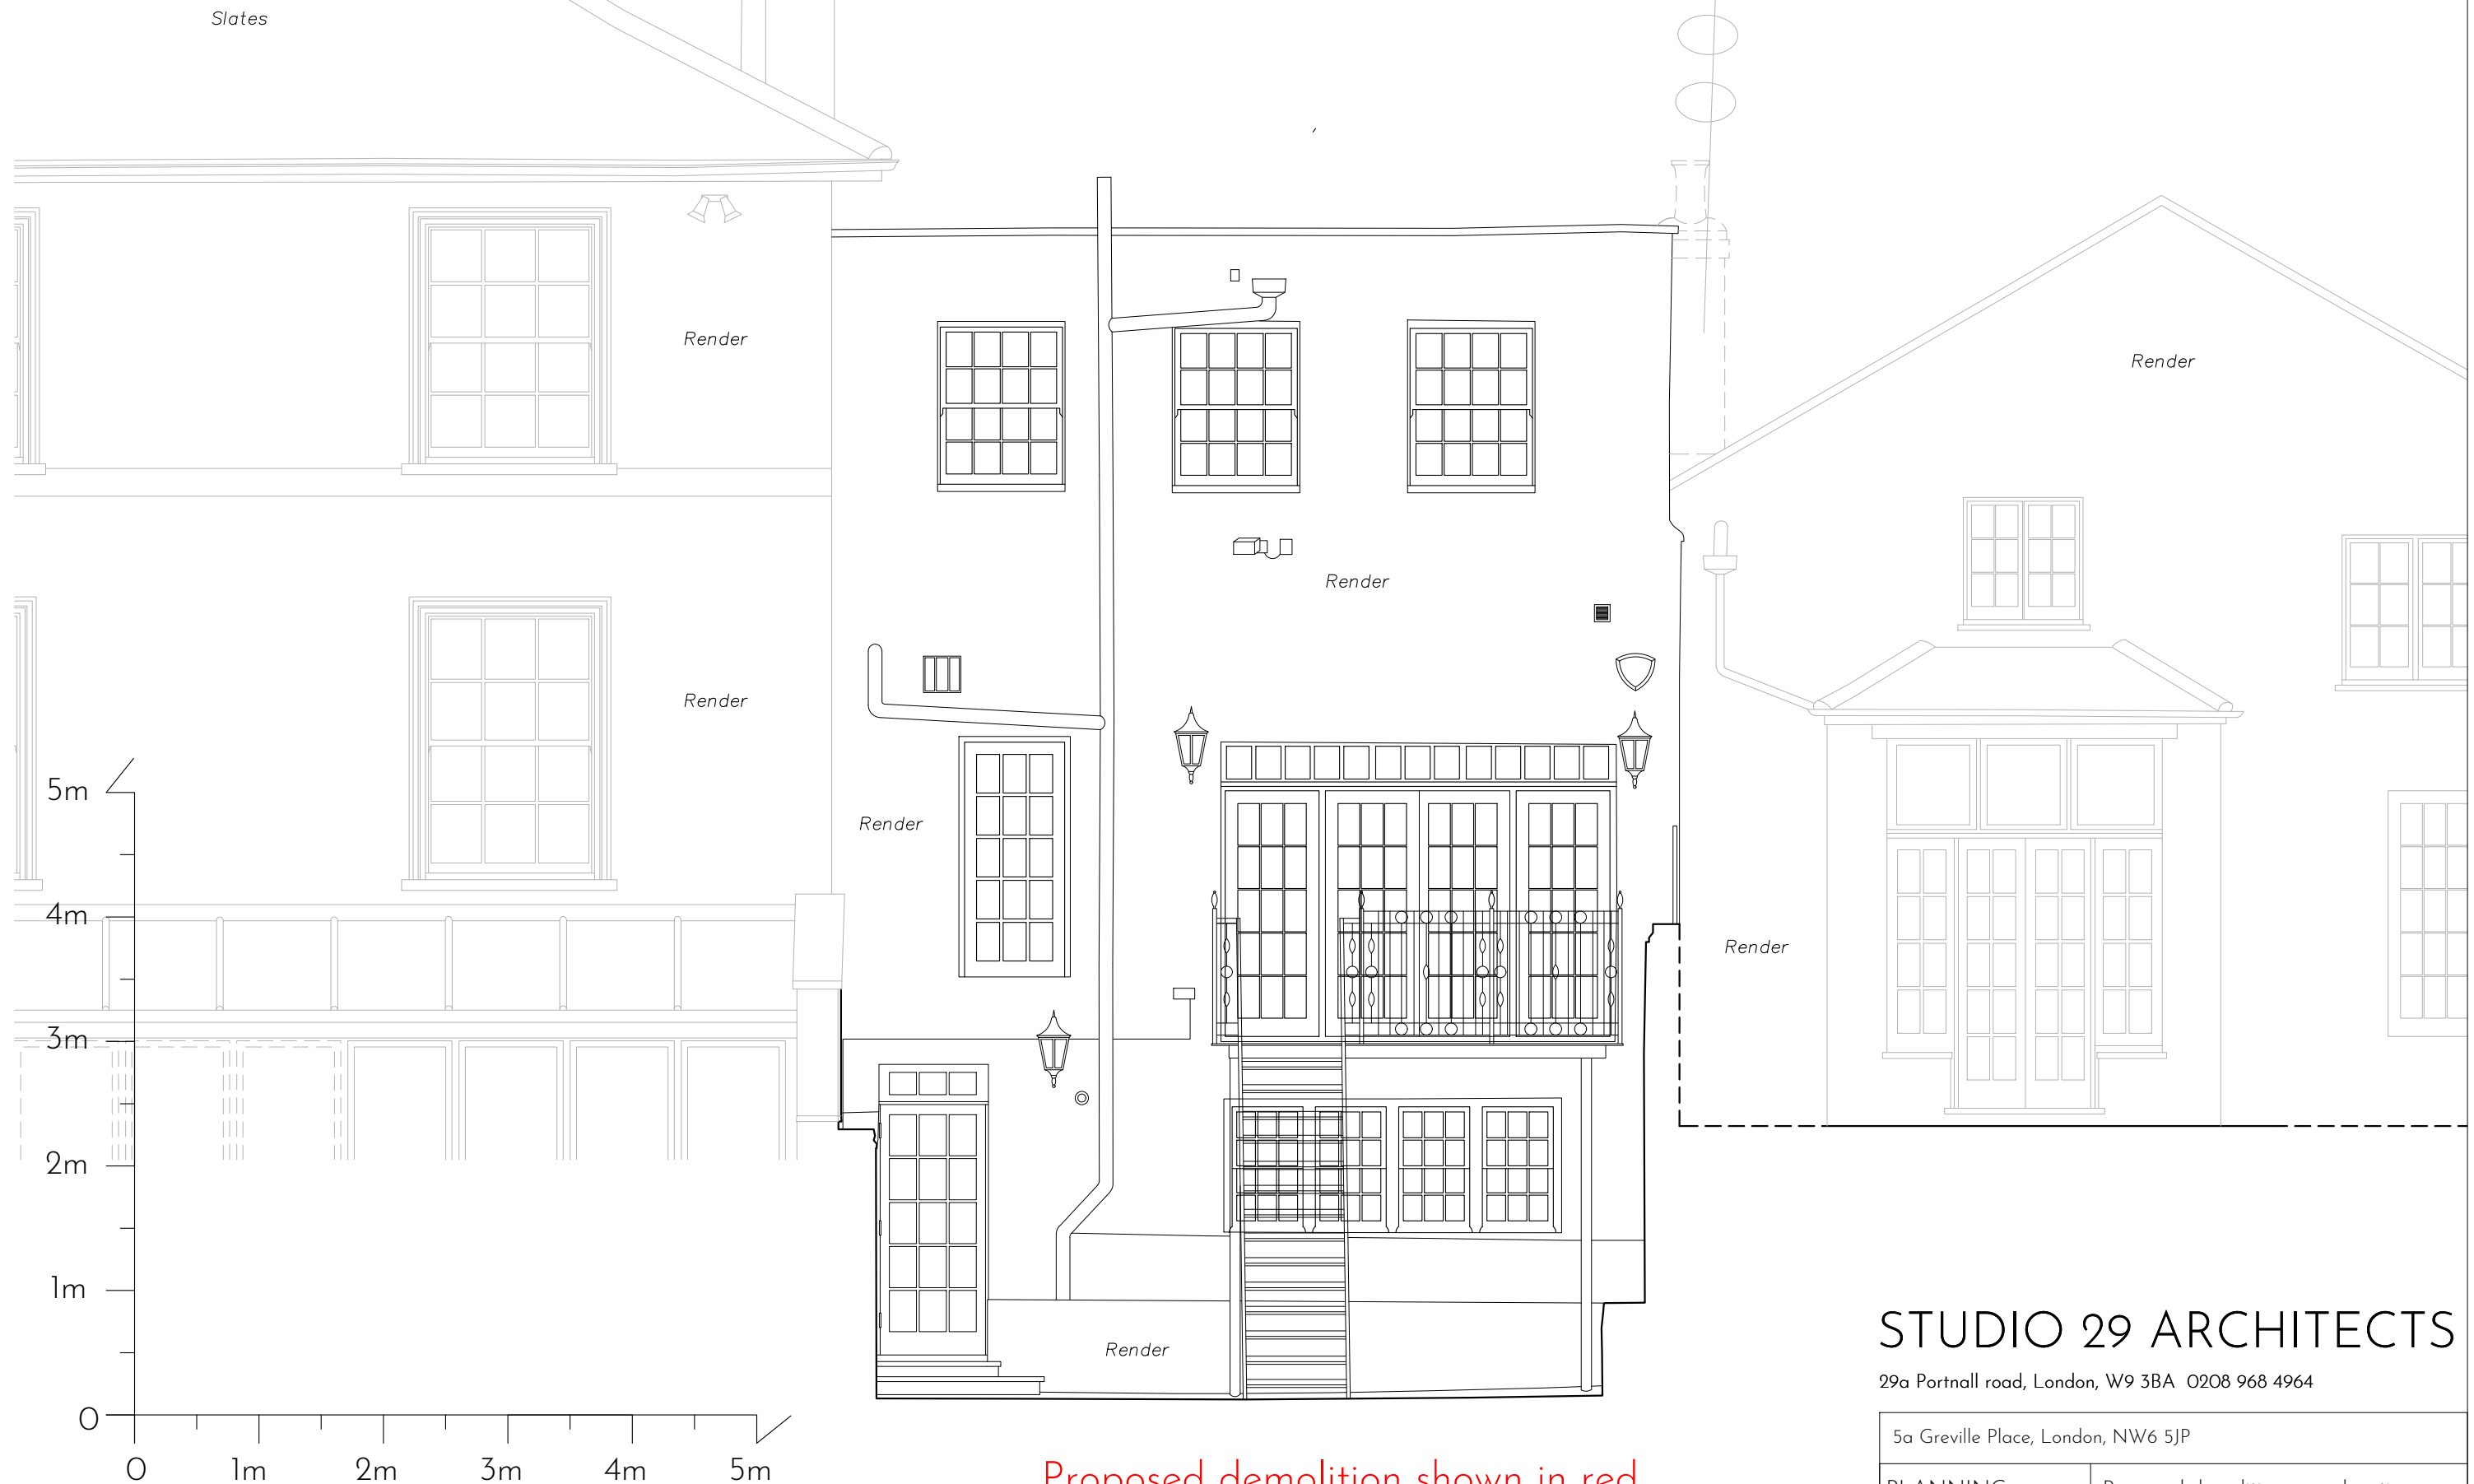 Slates
Render
Render
Render
Render
Render
Render
Render
5m
4m
3m
2m
1m
0
0 1m 2m 3m 4m 5m
Proposed demolition shown in red
STUDIO 29 ARCHITECTS
29a Portnall road, London, W9 3BA 0208 968 4964
5a Greville Place, London, NW6 5JP
PLANNING